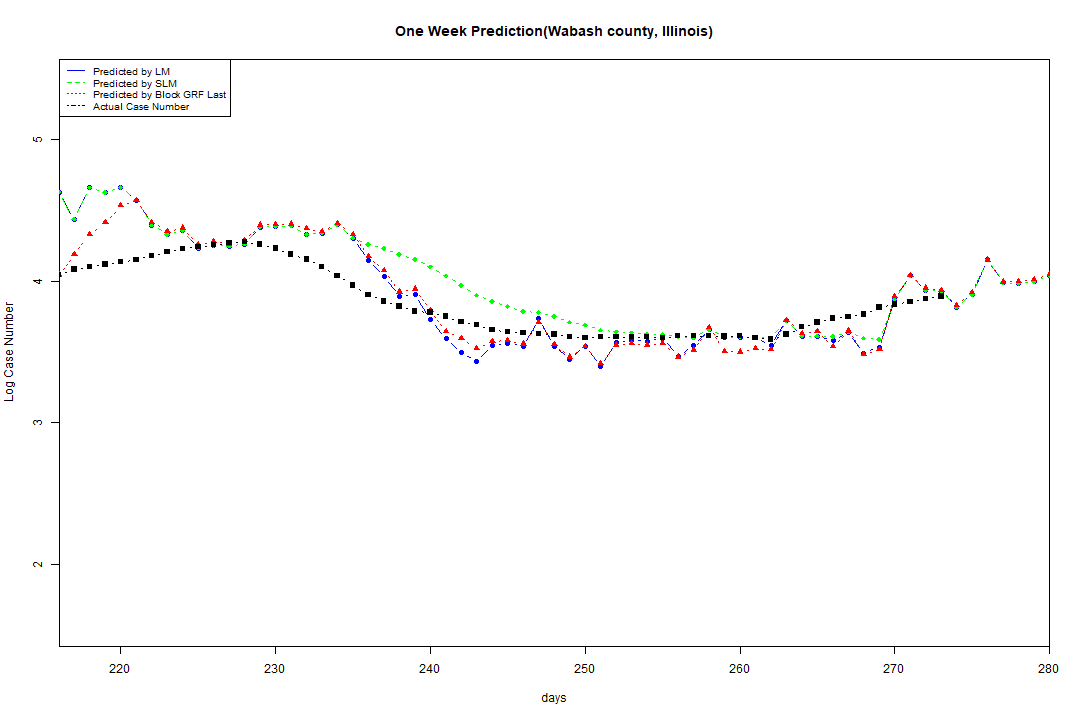 One Week Prediction(Wabash county, Illinois)
Predicted by LM
Predicted by SLM
Predicted by Block GRF Last
Actual Case Number
5
4
3
2
Log Case Number
220 230 240 250 260 270 280
days